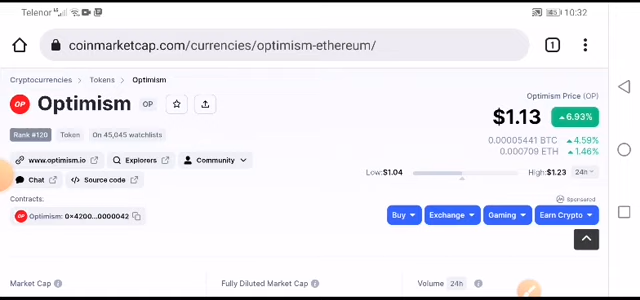 Telenor 10:32
coinmarketcap.com/currencies/optimism-ethereum/
1
Cryptocurrencies > Tokens > Optimism
OP Optimism OP
Optimism Price (OP)
$1.13 6.93%
Rank #120 Token On 45,045 watchlists
0.00005441 BTC 4.59%
0.000709 ETH 1.46%
www.optimism.io Explorers Community
Low:$1.04 High:$1.23 24h
Chat Source code
Contracts:
Sponsored
OP Optimism: 0x4200...0000042
Buy Exchange Gaming Earn Crypto
Market Cap Fully Diluted Market Cap Volume 24h